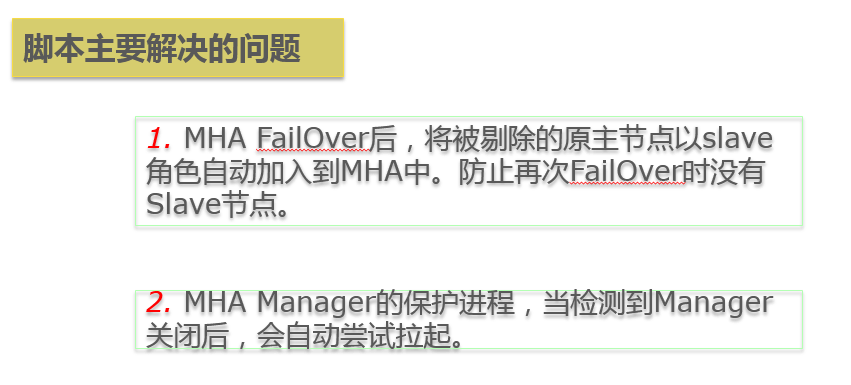 脚本主要解决的问题
1. MHA FailOver后，将被剔除的原主节点以slave
角色自动加入到MHA中。防止再次FailOver时没有
Slave节点。
2. MHA Manager的保护进程，当检测到Manager
关闭后，会自动尝试拉起。